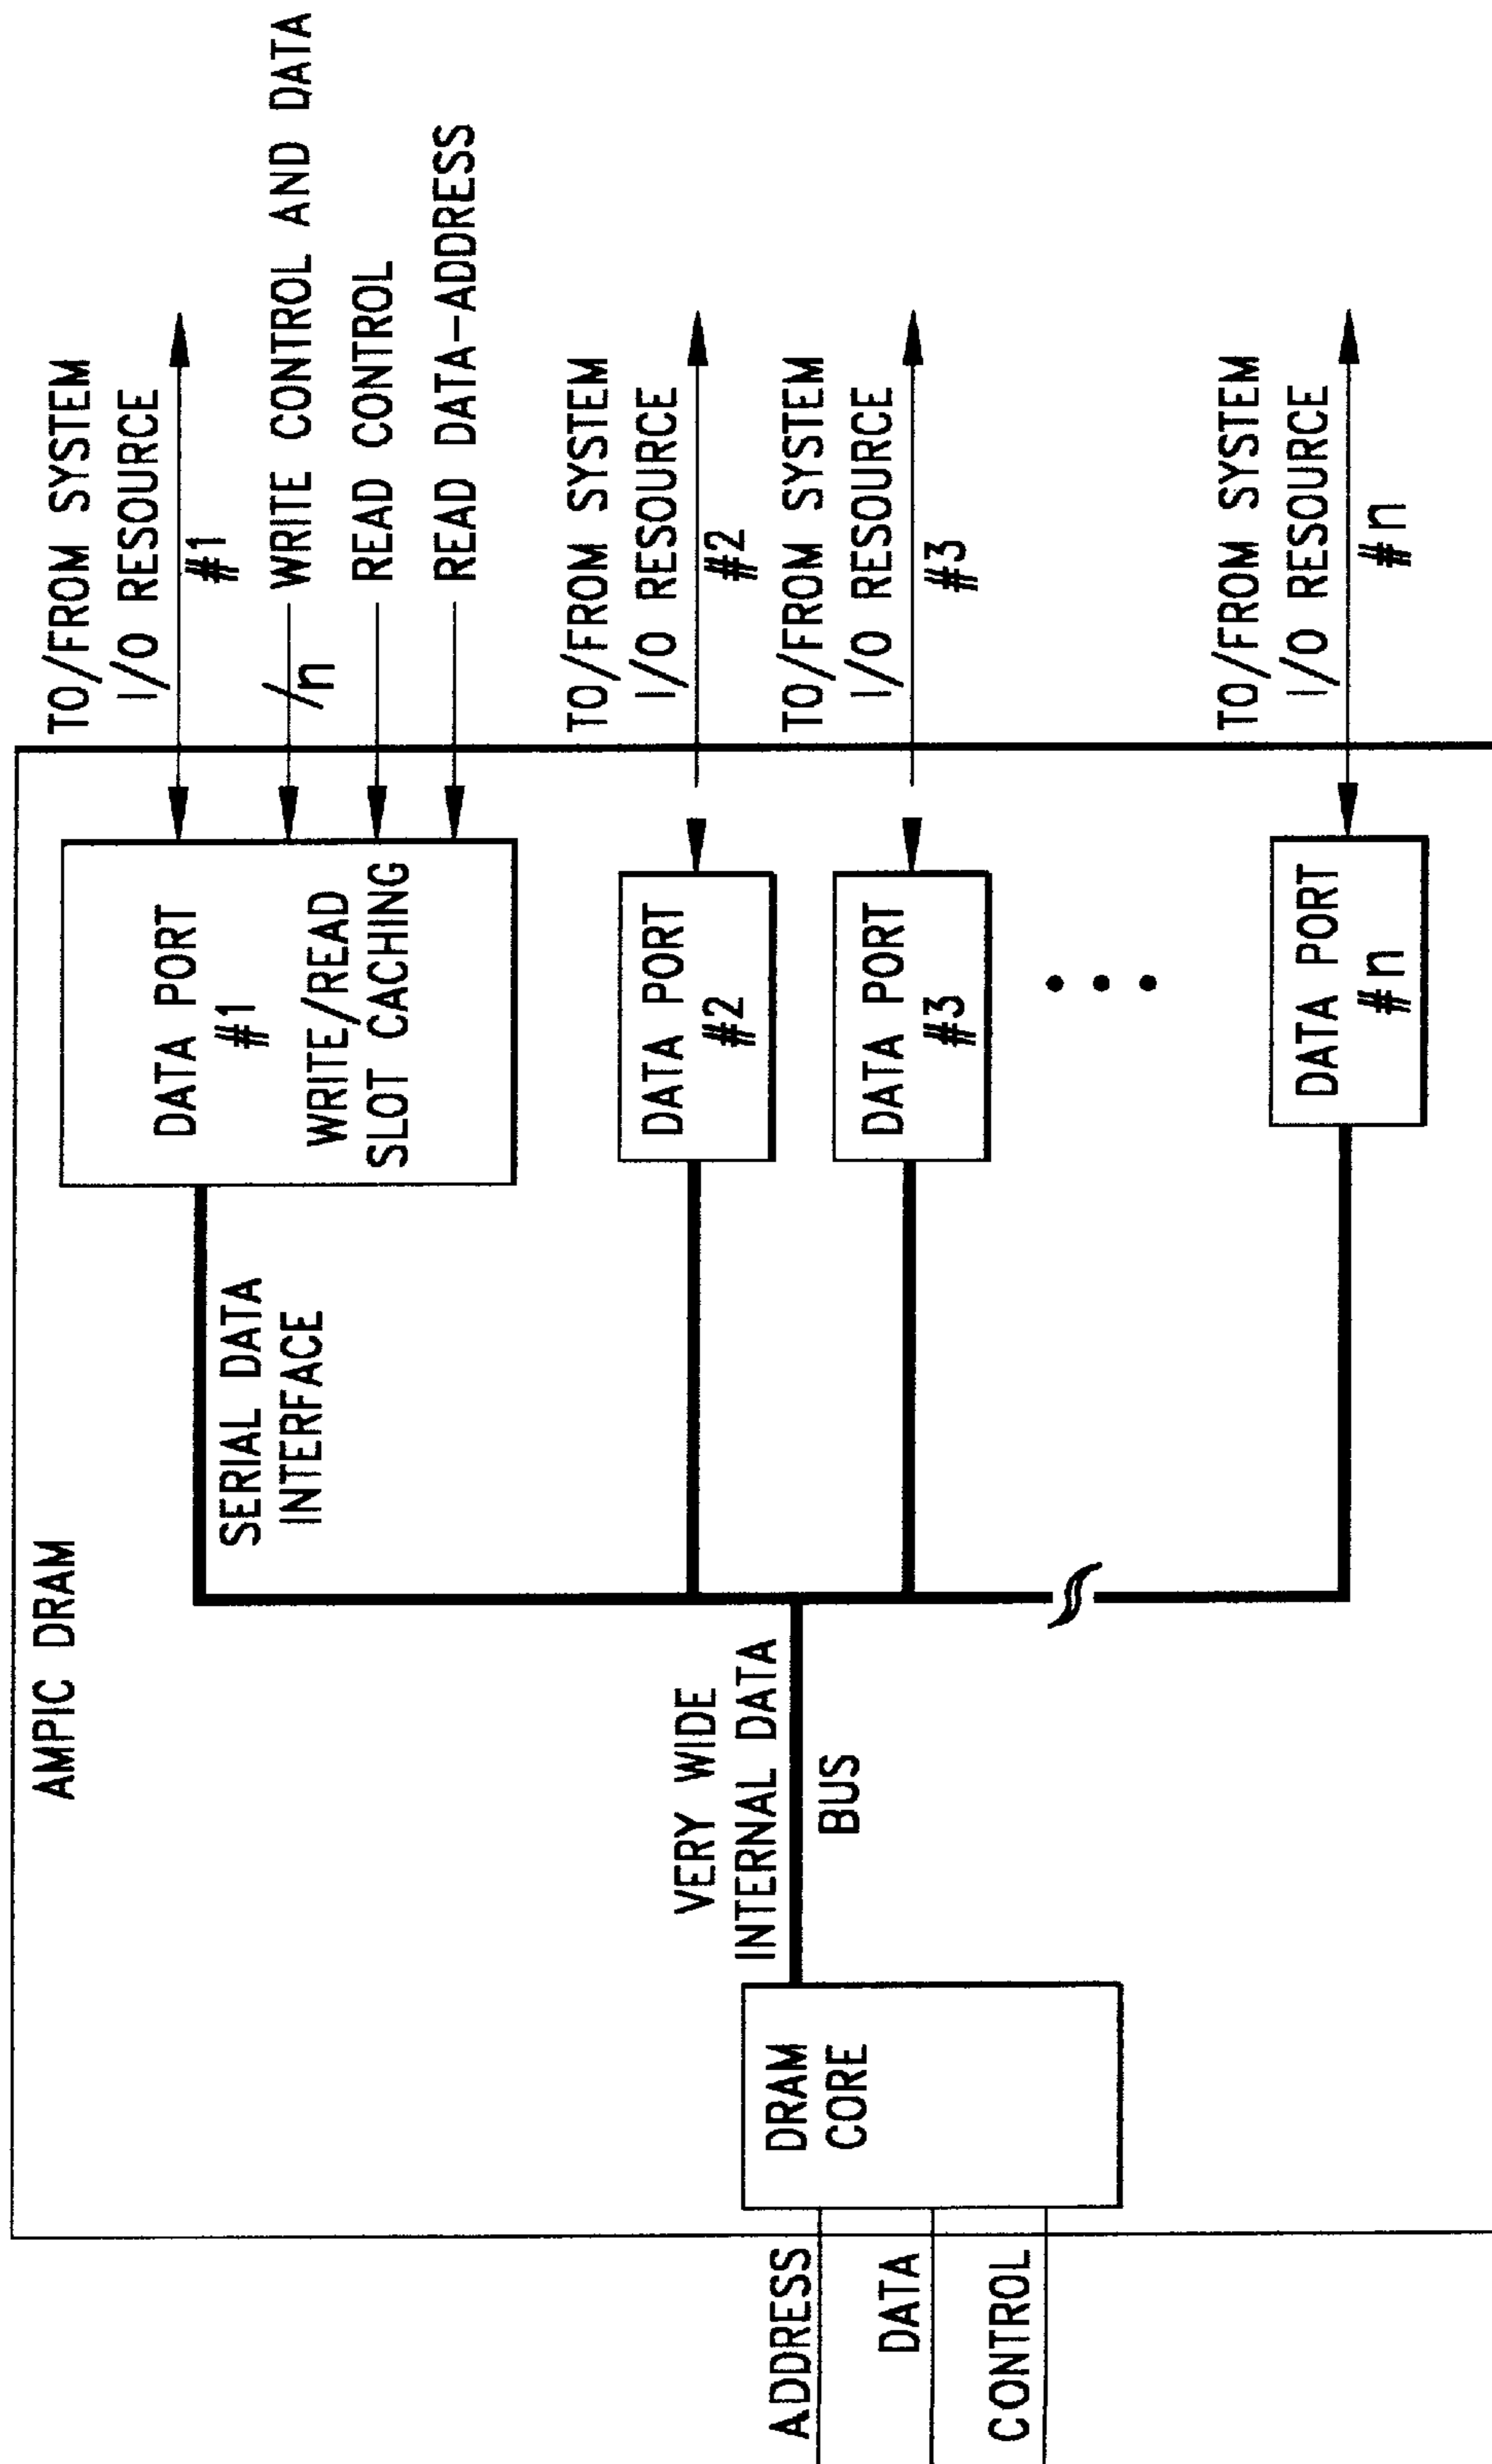 AMPIC DRAM
ADDRESS
DATA
CONTROL
DRAM
CORE
VERY WIDE
INTERNAL DATA
BUS
SERIAL DATA
INTERFACE
DATA PORT
#1
WRITE/READ
SLOT CACHING
TO/FROM SYSTEM
I/O RESOURCE
#1
/n
WRITE CONTROL AND DATA
READ CONTROL
READ DATA-ADDRESS
DATA PORT
#2
TO/FROM SYSTEM
I/O RESOURCE
#2
DATA PORT
#3
TO/FROM SYSTEM
I/O RESOURCE
#3
DATA PORT
#n
TO/FROM SYSTEM
I/O RESOURCE
#n